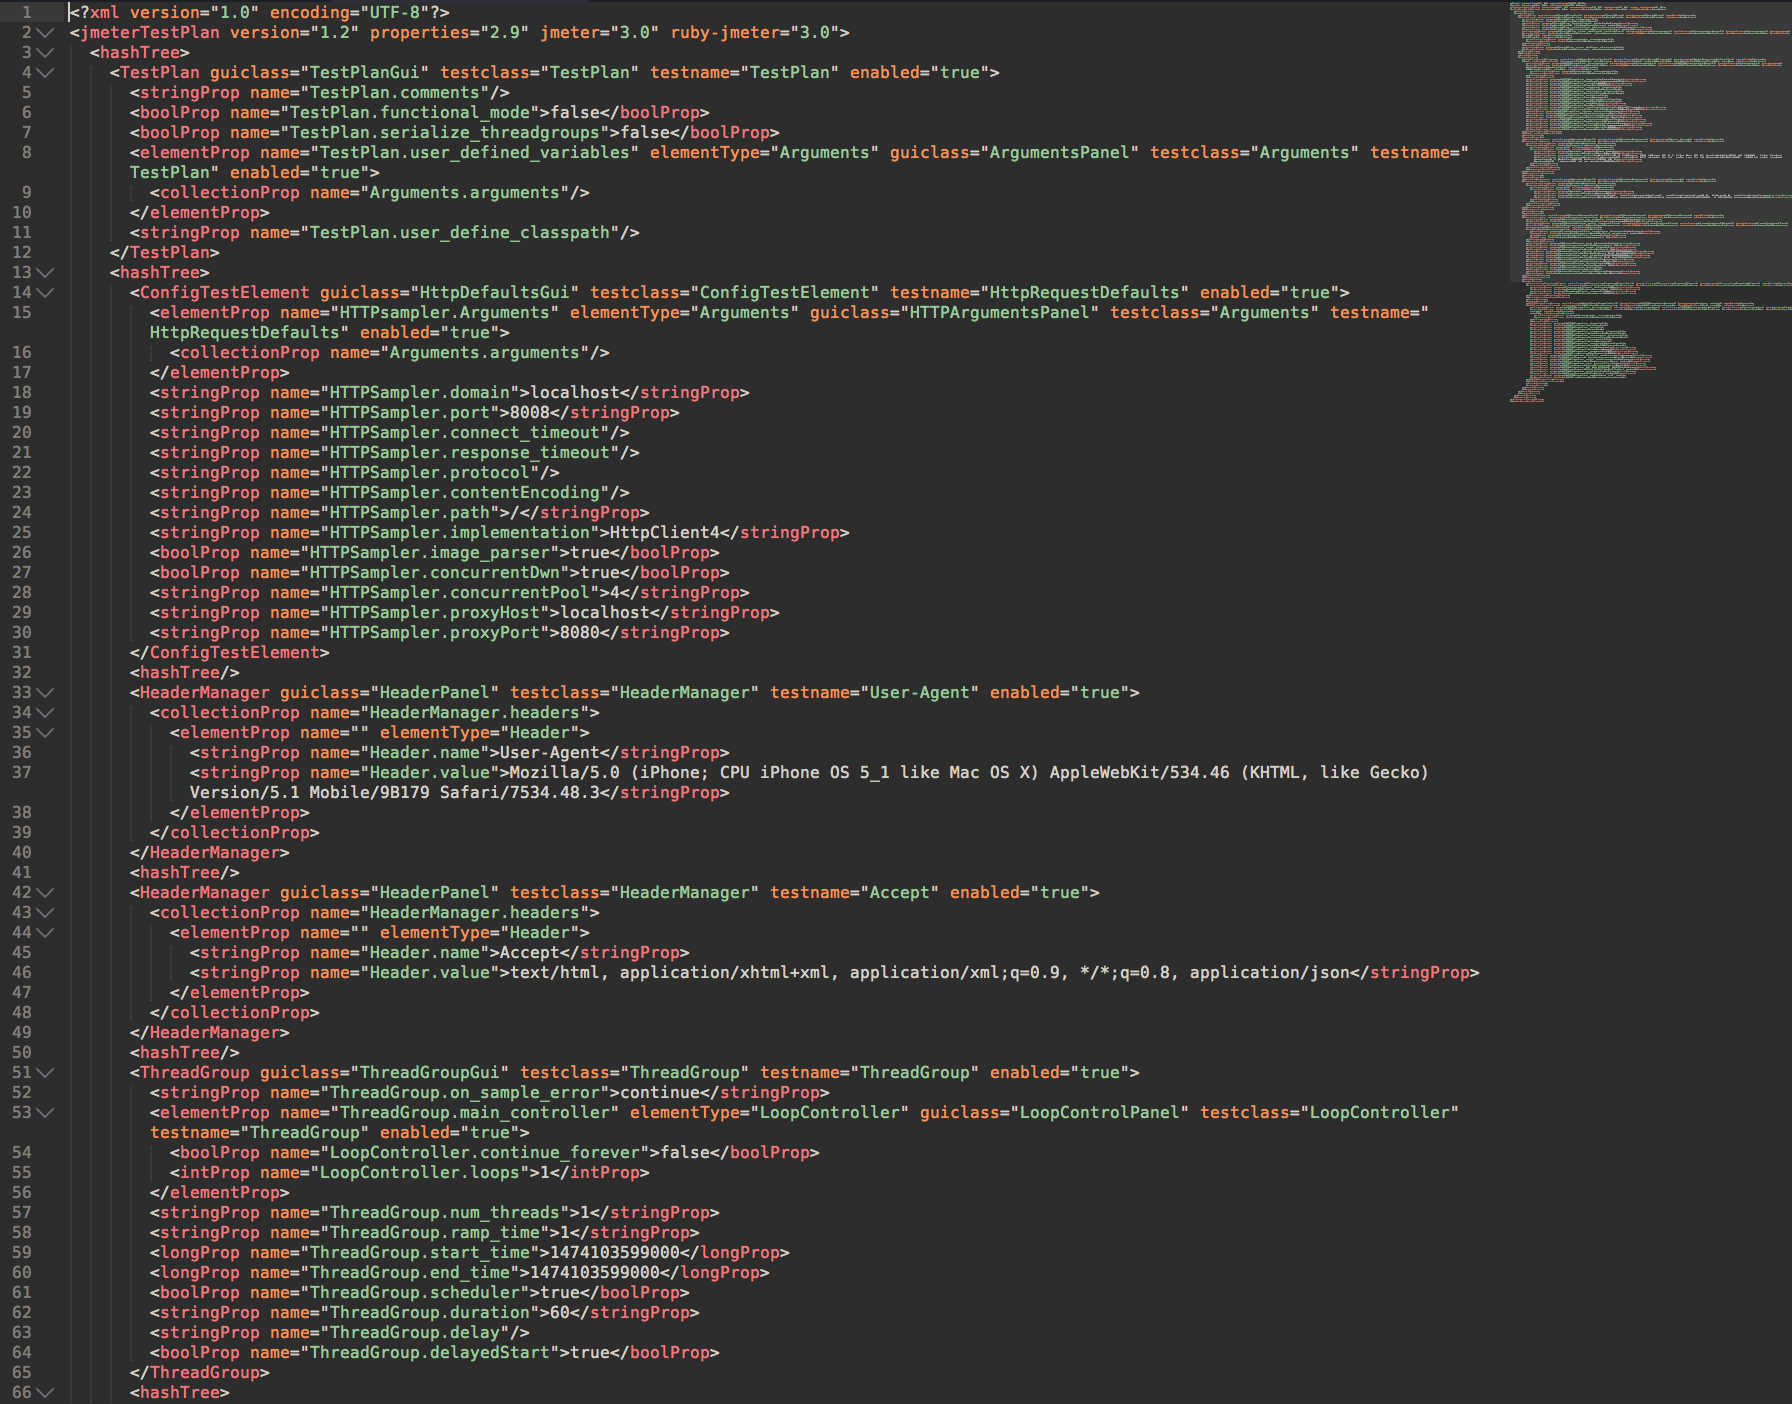 1 <?xml version="1.0" encoding="UTF-8"?>
2 <jmeterTestPlan version="1.2" properties="2.9" jmeter="3.0" ruby-jmeter="3.0">
3 <hashTree>
4 <TestPlan guiclass="TestPlanGui" testclass="TestPlan" testname="TestPlan" enabled="true">
5 <stringProp name="TestPlan.comments"/>
6 <boolProp name="TestPlan.functional_mode">false</boolProp>
7 <boolProp name="TestPlan.serialize_threadgroups">false</boolProp>
8 <elementProp name="TestPlan.user_defined_variables" elementType="Arguments" guiclass="ArgumentsPanel" testclass="Arguments" testname="
TestPlan" enabled="true">
9 <collectionProp name="Arguments.arguments"/>
10 </elementProp>
11 <stringProp name="TestPlan.user_define_classpath"/>
12 </TestPlan>
13 <hashTree>
14 <ConfigTestElement guiclass="HttpDefaultsGui" testclass="ConfigTestElement" testname="HttpRequestDefaults" enabled="true">
15 <elementProp name="HTTPsampler.Arguments" elementType="Arguments" guiclass="HTTPArgumentsPanel" testclass="Arguments" testname="
HttpRequestDefaults" enabled="true">
16 <collectionProp name="Arguments.arguments"/>
17 </elementProp>
18 <stringProp name="HTTPSampler.domain">localhost</stringProp>
19 <stringProp name="HTTPSampler.port">8008</stringProp>
20 <stringProp name="HTTPSampler.connect_timeout"/>
21 <stringProp name="HTTPSampler.response_timeout"/>
22 <stringProp name="HTTPSampler.protocol"/>
23 <stringProp name="HTTPSampler.contentEncoding"/>
24 <stringProp name="HTTPSampler.path">/</stringProp>
25 <stringProp name="HTTPSampler.implementation">HttpClient4</stringProp>
26 <boolProp name="HTTPSampler.image_parser">true</boolProp>
27 <boolProp name="HTTPSampler.concurrentDwn">true</boolProp>
28 <stringProp name="HTTPSampler.concurrentPool">4</stringProp>
29 <stringProp name="HTTPSampler.proxyHost">localhost</stringProp>
30 <stringProp name="HTTPSampler.proxyPort">8080</stringProp>
31 </ConfigTestElement>
32 <hashTree/>
33 <HeaderManager guiclass="HeaderPanel" testclass="HeaderManager" testname="User-Agent" enabled="true">
34 <collectionProp name="HeaderManager.headers">
35 <elementProp name="" elementType="Header">
36 <stringProp name="Header.name">User-Agent</stringProp>
37 <stringProp name="Header.value">Mozilla/5.0 (iPhone; CPU iPhone OS 5_1 like Mac OS X) AppleWebKit/534.46 (KHTML, like Gecko)
Version/5.1 Mobile/9B179 Safari/7534.48.3</stringProp>
38 </elementProp>
39 </collectionProp>
40 </HeaderManager>
41 <hashTree/>
42 <HeaderManager guiclass="HeaderPanel" testclass="HeaderManager" testname="Accept" enabled="true">
43 <collectionProp name="HeaderManager.headers">
44 <elementProp name="" elementType="Header">
45 <stringProp name="Header.name">Accept</stringProp>
46 <stringProp name="Header.value">text/html, application/xhtml+xml, application/xml;q=0.9, */*;q=0.8, application/json</stringProp>
47 </elementProp>
48 </collectionProp>
49 </HeaderManager>
50 <hashTree/>
51 <ThreadGroup guiclass="ThreadGroupGui" testclass="ThreadGroup" testname="ThreadGroup" enabled="true">
52 <stringProp name="ThreadGroup.on_sample_error">continue</stringProp>
53 <elementProp name="ThreadGroup.main_controller" elementType="LoopController" guiclass="LoopControlPanel" testclass="LoopController"
testname="ThreadGroup" enabled="true">
54 <boolProp name="LoopController.continue_forever">false</boolProp>
55 <intProp name="LoopController.loops">1</intProp>
56 </elementProp>
57 <stringProp name="ThreadGroup.num_threads">1</stringProp>
58 <stringProp name="ThreadGroup.ramp_time">1</stringProp>
59 <longProp name="ThreadGroup.start_time">1474103599000</longProp>
60 <longProp name="ThreadGroup.end_time">1474103599000</longProp>
61 <boolProp name="ThreadGroup.scheduler">true</boolProp>
62 <stringProp name="ThreadGroup.duration">60</stringProp>
63 <stringProp name="ThreadGroup.delay"/>
64 <boolProp name="ThreadGroup.delayedStart">true</boolProp>
65 </ThreadGroup>
66 <hashTree>